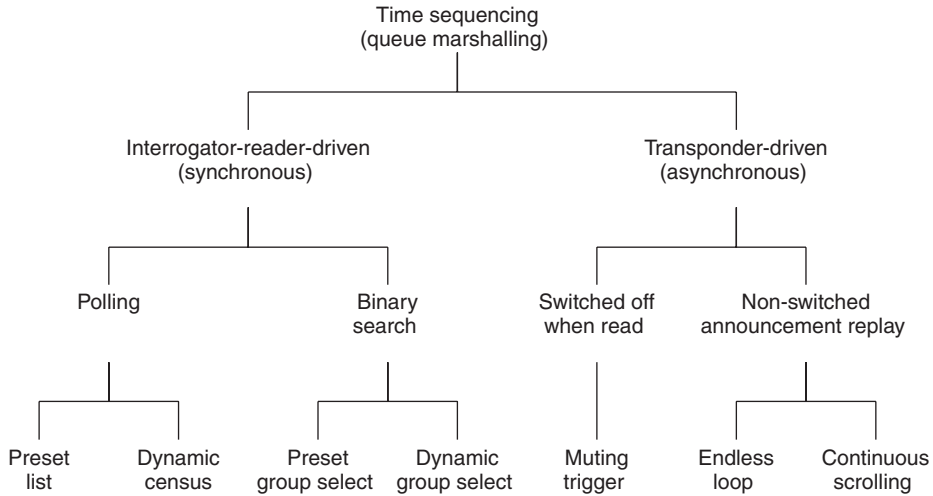 Time sequencing
(queue marshalling)
Interrogator-reader-driven
(synchronous)
Transponder-driven
(asynchronous)
Polling
Binary
search
Switched off
when read
Non-switched
announcement replay
Preset
list
Dynamic
census
Preset
group select
Dynamic
group select
Muting
trigger
Endless
loop
Continuous
scrolling